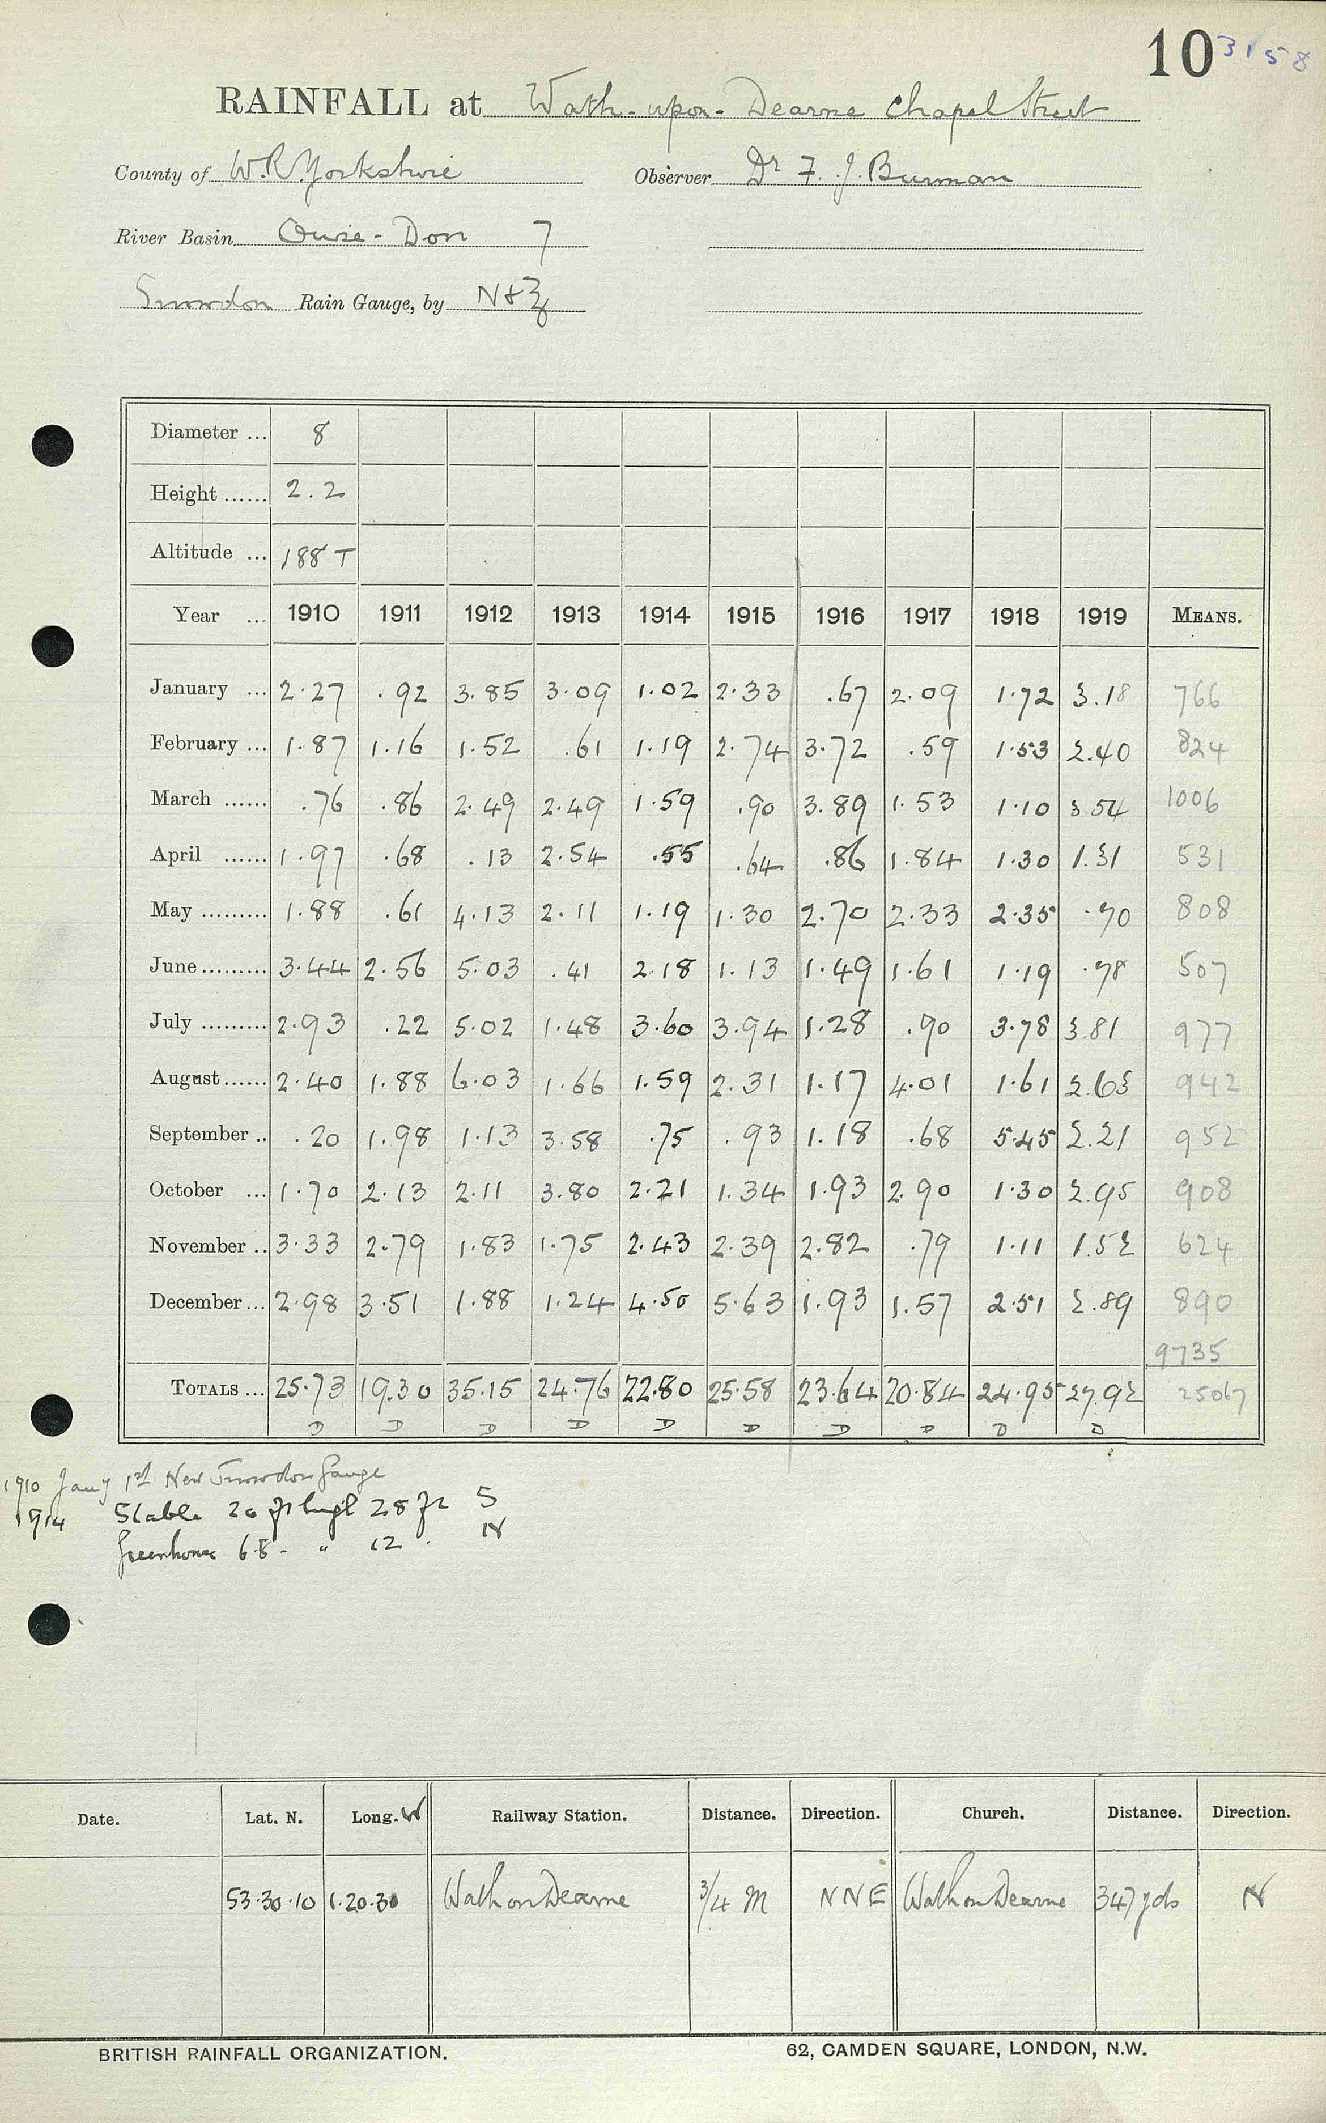 10 3158
RAINFALL at Wath-upon-Dearne Chapel Street
County of W.R. Yorkshire Observer Dr F. J. Burman
River Basin Ouse - Don 7
Snowdon Rain Gauge, by N & Z
Diameter ... 8
Height ...... 2.2
Altitude ... 188 T
Year ... 1910 1911 1912 1913 1914 1915 1916 1917 1918 1919 MEANS.
January ... 2.27 .92 3.85 3.09 1.02 2.33 .67 2.09 1.72 3.18 766
February ... 1.87 1.16 1.52 .61 1.19 2.74 3.72 .59 1.53 2.40 824
March ...... .76 .86 2.49 2.49 1.59 .90 3.89 1.53 1.10 3.54 1006
April ...... 1.97 .68 .13 2.54 .55 .64 .86 1.84 1.30 1.31 531
May ......... 1.88 .61 4.13 2.11 1.19 1.30 2.70 2.33 2.35 .70 808
June ......... 3.44 2.56 5.03 .41 2.18 1.13 1.49 1.61 1.19 .78 507
July ......... 2.93 .22 5.02 1.48 3.60 3.94 1.28 .90 3.78 3.81 977
August ...... 2.40 1.88 6.03 1.66 1.59 2.31 1.17 4.01 1.61 2.63 942
September .. .20 1.98 1.13 3.58 .75 .93 1.18 .68 5.45 2.21 952
October ... 1.70 2.13 2.11 3.80 2.21 1.34 1.93 2.90 1.30 2.95 908
November .. 3.33 2.79 1.83 1.75 2.43 2.39 2.82 .79 1.11 1.52 624
December ... 2.98 3.51 1.88 1.24 4.50 5.63 1.93 1.57 2.51 2.89 890
9735
TOTALS ... 25.73 19.30 35.15 24.76 22.80 25.58 23.64 20.84 24.95 27.92 25067
D D D D D D D D D D
1910 Jany 1st New Snowdon Gauge
1914 Stable 20 ft high 28 ft S
Greenhouse 6.8 - " 12 . N
Date. Lat. N. Long. W Railway Station. Distance. Direction. Church. Distance. Direction.
53.30.10 1.20.30 Wath on Dearne 3/4 M NNE Wath on Dearne 347 yds N
BRITISH RAINFALL ORGANIZATION. 62, CAMDEN SQUARE, LONDON, N.W.